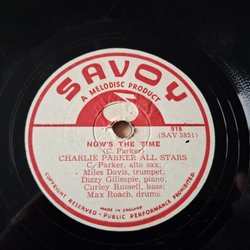 SAVOY
A MELODISC PRODUCT
918
(SAV 5851)
NOW'S THE TIME
(C. Parker)
CHARLIE PARKER ALL STARS
C. Parker, alto sax;
Miles Davis, trumpet;
Dizzy Gillespie, piano;
Curley Russell, bass;
Max Roach, drums.
MADE IN ENGLAND
COPYRIGHT RESERVED - PUBLIC PERFORMANCE PROHIBITED